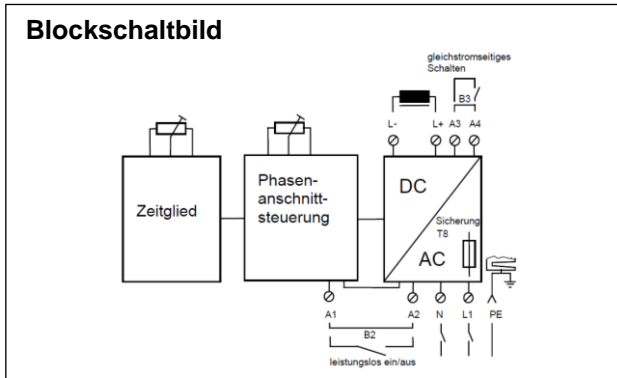 Blockschaltbild
gleichstromseitiges
Schalten
B3
L-
L+
A3
A4
Zeitglied
Phasen-
anschnitt-
steuerung
DC
Sicherung
T8
AC
A1
A2
N
L1
PE
B2
leistungslos ein/aus